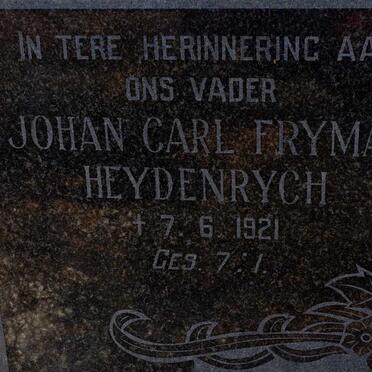 IN TERE HERINNERING AA
ONS VADER
JOHAN CARL FRYMA
HEYDENRYCH
† 7. 6. 1921
GES. 7. 1.